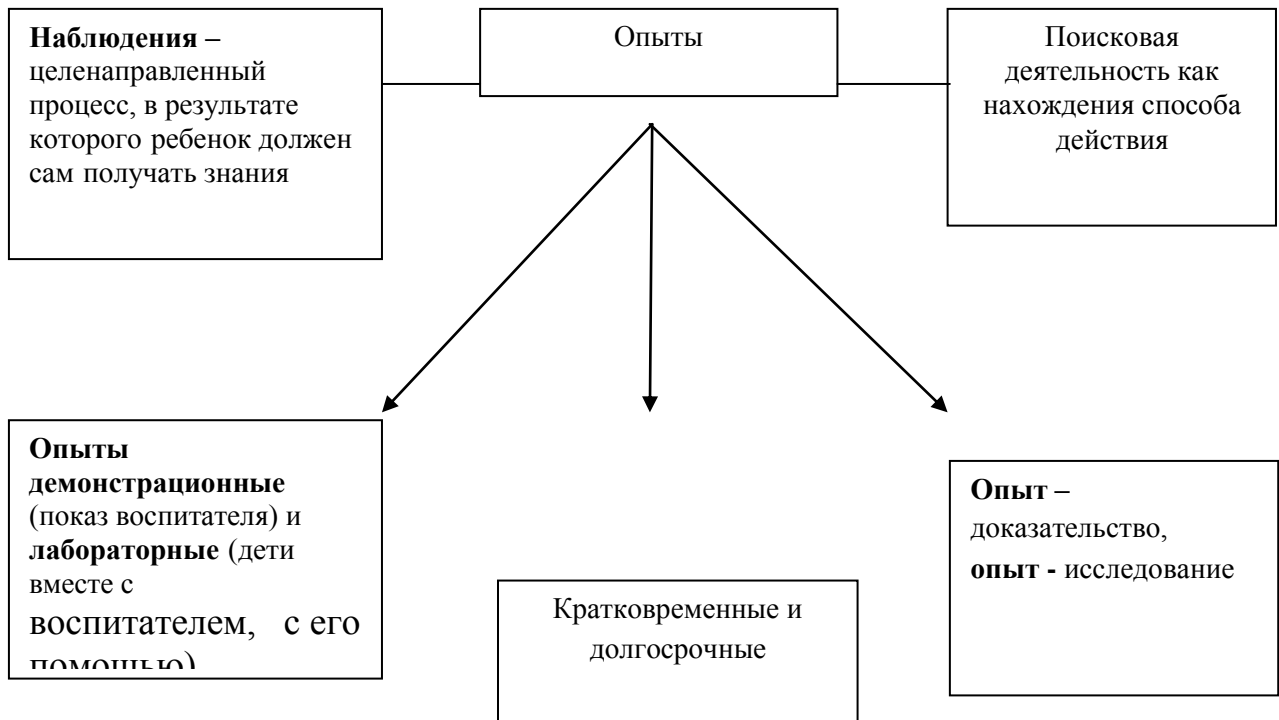 Наблюдения –
целенаправленный
процесс, в результате
которого ребенок должен
сам получать знания
Опыты
Поисковая
деятельность как
нахождения способа
действия
Опыты
демонстрационные
(показ воспитателя) и
лабораторные (дети
вместе с
воспитателем, с его
помощью)
Кратковременные и
долгосрочные
Опыт –
доказательство,
опыт - исследование